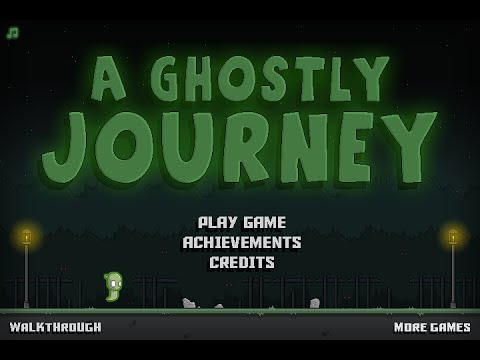 A GHOSTLY
JOURNEY
PLAY GAME
ACHIEVEMENTS
CREDITS
WALKTHROUGH
MORE GAMES